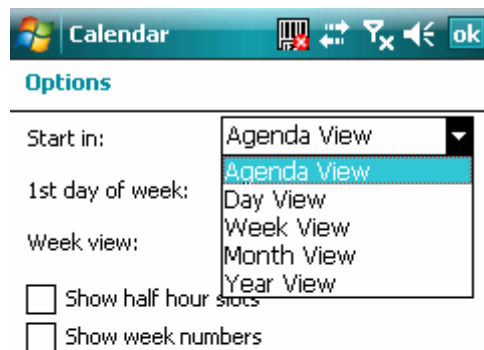 Calendar ok
Options
Start in: Agenda View
Agenda View
1st day of week:
Day View
Week View
Week view:
Month View
Year View
Show half hour slots
Show week numbers